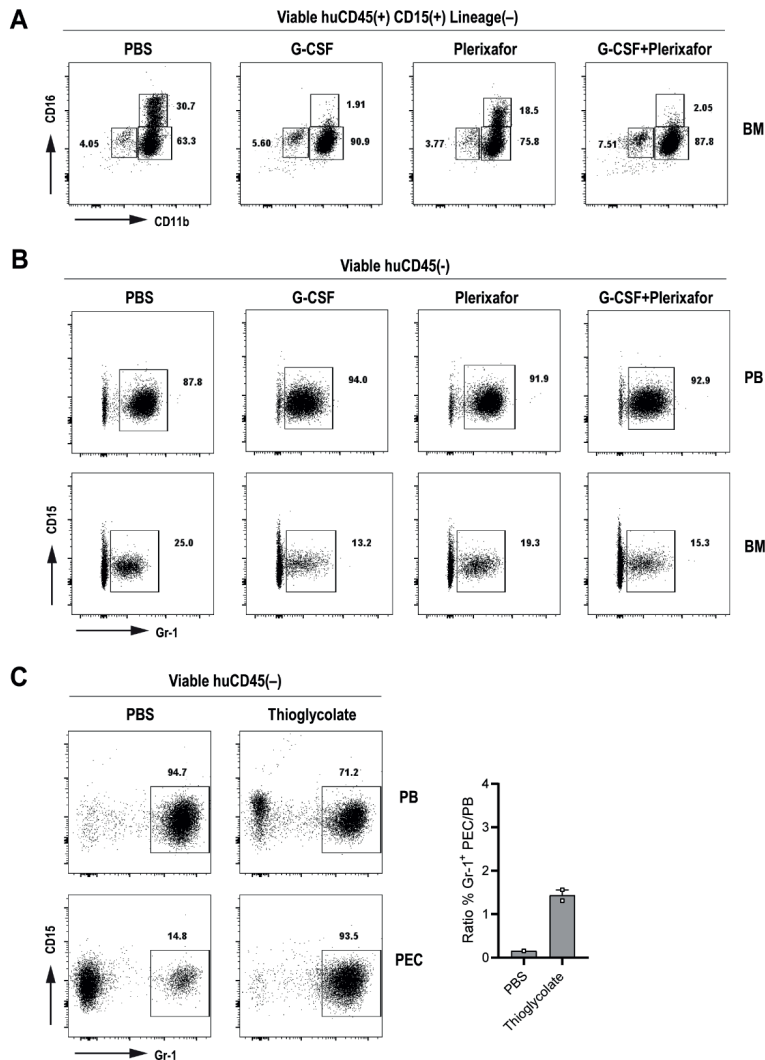 A
Viable huCD45(+) CD15(+) Lineage(–)
PBS G-CSF Plerixafor G-CSF+Plerixafor
CD16
30.7
4.05
63.3
1.91
5.60
90.9
18.5
3.77
75.8
2.05
7.51
87.8
BM
CD11b
B
Viable huCD45(-)
PBS G-CSF Plerixafor G-CSF+Plerixafor
87.8
94.0
91.9
92.9
PB
CD15
25.0
13.2
19.3
15.3
BM
Gr-1
C
Viable huCD45(–)
PBS Thioglycolate
94.7
71.2
PB
CD15
14.8
93.5
PEC
Gr-1
Ratio % Gr-1+ PEC/PB
4
3
2
1
0
PBS
Thioglycolate